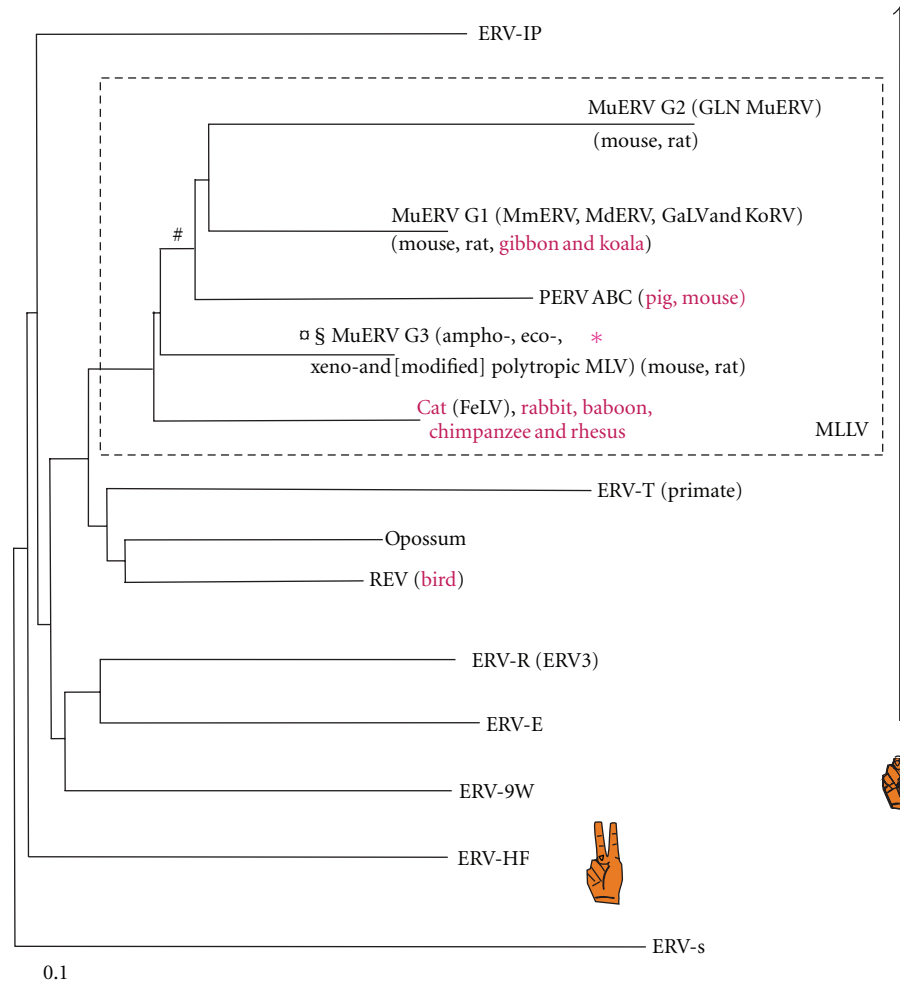 ERV-IP
MuERV G2 (GLN MuERV)
(mouse, rat)
MuERV G1 (MmERV, MdERV, GaLVand KoRV)
#
(mouse, rat, gibbon and koala)
PERV ABC (pig, mouse)
¤ § MuERV G3 (ampho-, eco-, *
xeno-and [modified] polytropic MLV) (mouse, rat)
Cat (FeLV), rabbit, baboon,
chimpanzee and rhesus
MLLV
ERV-T (primate)
Opossum
REV (bird)
ERV-R (ERV3)
ERV-E
ERV-9W
ERV-HF
ERV-s
0.1